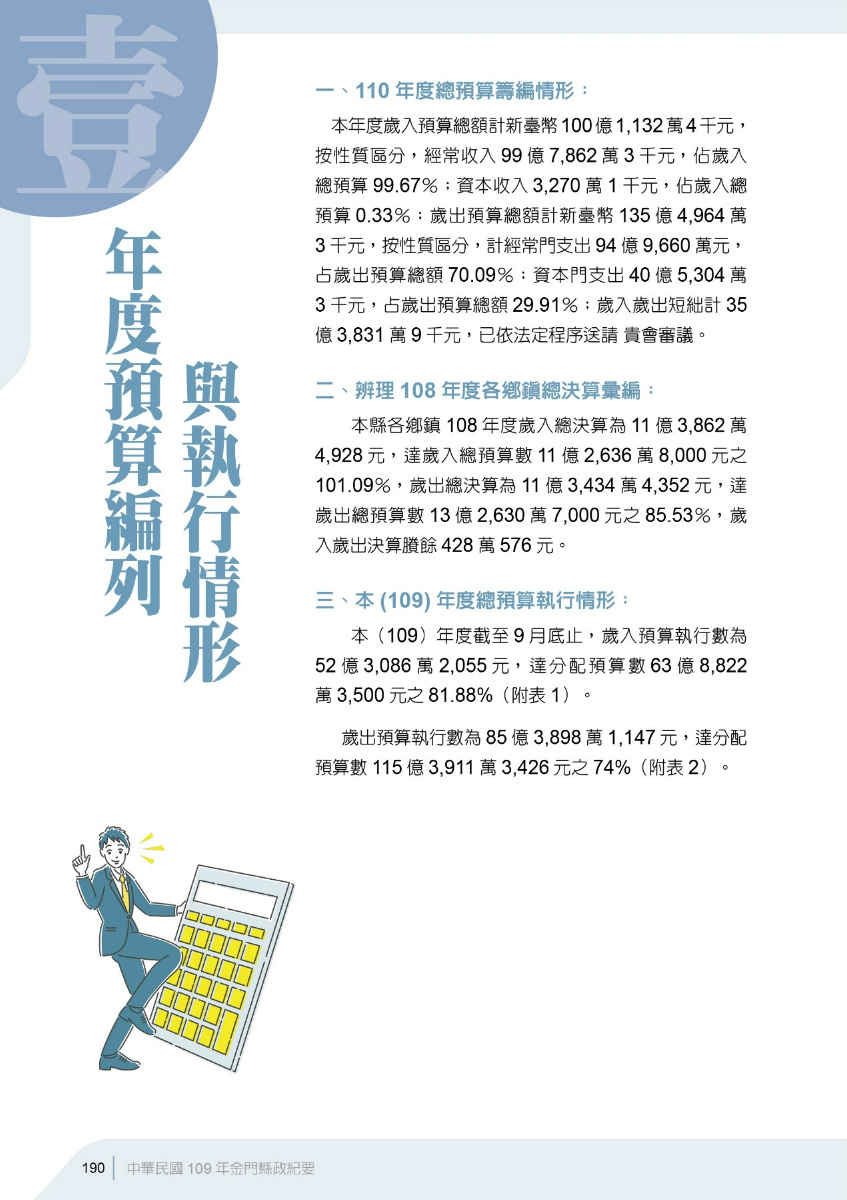 壹
年度預算編列
與執行情形
一、110 年度總預算籌編情形：
本年度歲入預算總額計新臺幣 100 億 1,132 萬 4 千元，
按性質區分，經常收入 99 億 7,862 萬 3 千元，佔歲入
總預算 99.67%；資本收入 3,270 萬 1 千元，佔歲入總
預算 0.33%；歲出預算總額計新臺幣 135 億 4,964 萬
3 千元，按性質區分，計經常門支出 94 億 9,660 萬元，
占歲出預算總額 70.09%；資本門支出 40 億 5,304 萬
3 千元，占歲出預算總額 29.91%；歲入歲出短絀計 35
億 3,831 萬 9 千元，已依法定程序送請 貴會審議。
二、辨理 108 年度各鄉鎮總決算彙編：
本縣各鄉鎮 108 年度歲入總決算為 11 億 3,862 萬
4,928 元，達歲入總預算數 11 億 2,636 萬 8,000 元之
101.09%，歲出總決算為 11 億 3,434 萬 4,352 元，達
歲出總預算數 13 億 2,630 萬 7,000 元之 85.53%，歲
入歲出決算賸餘 428 萬 576 元。
三、本 (109) 年度總預算執行情形：
本（109）年度截至 9 月底止，歲入預算執行數為
52 億 3,086 萬 2,055 元，達分配預算數 63 億 8,822
萬 3,500 元之 81.88%（附表 1）。
歲出預算執行數為 85 億 3,898 萬 1,147 元，達分配
預算數 115 億 3,911 萬 3,426 元之 74%（附表 2）。
190 中華民國 109 年金門縣政紀要